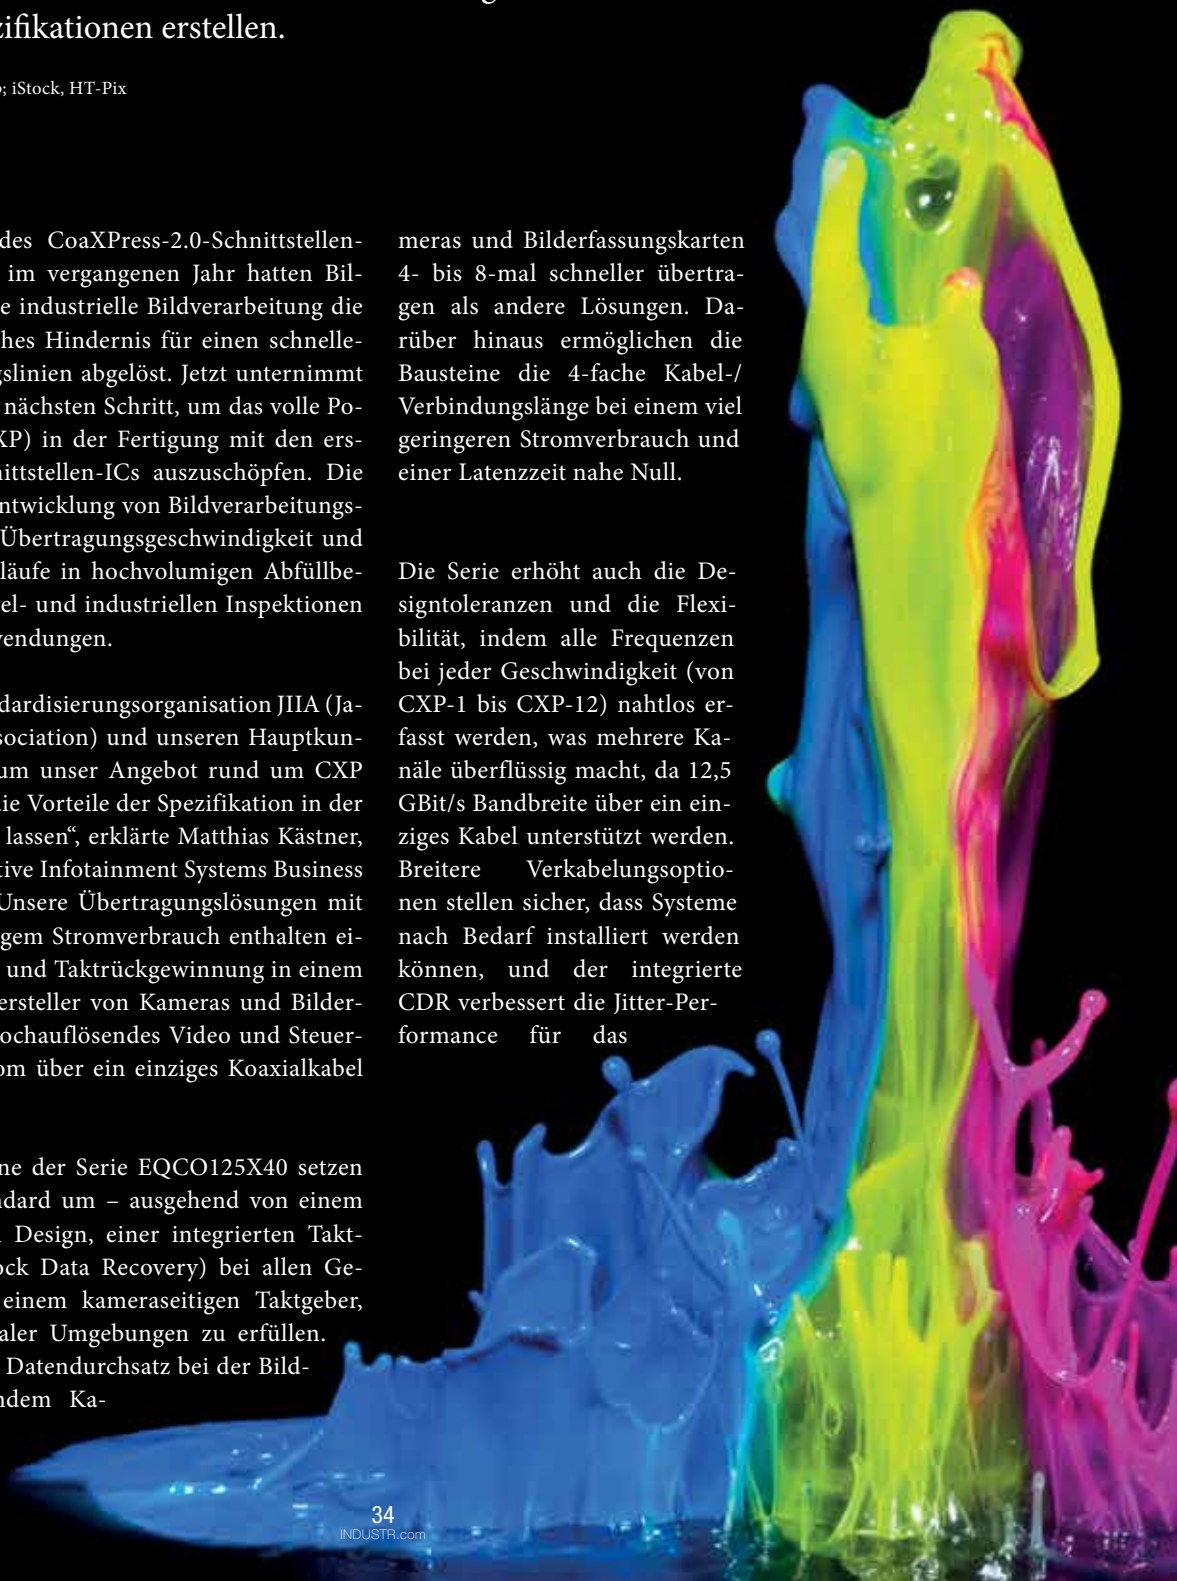 zifikationen erstellen.
; iStock, HT-Pix
des CoaXPress-2.0-Schnittstellen-
im vergangenen Jahr hatten Bil-
e industrielle Bildverarbeitung die
ches Hindernis für einen schnelle-
gslinien abgelöst. Jetzt unternimmt
nächsten Schritt, um das volle Po-
XP) in der Fertigung mit den ers-
nittstellen-ICs auszuschöpfen. Die
ntwicklung von Bildverarbeitungs-
Übertragungsgeschwindigkeit und
läufe in hochvolumigen Abfüllbe-
el- und industriellen Inspektionen
wendungen.
dardisierungsorganisation JIIA (Ja-
sociation) und unseren Hauptkun-
um unser Angebot rund um CXP
die Vorteile der Spezifikation in der
lassen“, erklärte Matthias Kästner,
tive Infotainment Systems Business
Unsere Übertragungslösungen mit
gem Stromverbrauch enthalten ei-
und Taktrückgewinnung in einem
ersteller von Kameras und Bilder-
ochauflösendes Video und Steuer-
om über ein einziges Koaxialkabel
ne der Serie EQCO125X40 setzen
ndard um – ausgehend von einem
Design, einer integrierten Takt-
ock Data Recovery) bei allen Ge-
einem kameraseitigen Taktgeber,
aler Umgebungen zu erfüllen.
Datendurchsatz bei der Bild-
ndem Ka-
meras und Bilderfassungskarten
4- bis 8-mal schneller übertra-
gen als andere Lösungen. Da-
rüber hinaus ermöglichen die
Bausteine die 4-fache Kabel-/
Verbindungslänge bei einem viel
geringeren Stromverbrauch und
einer Latenzzeit nahe Null.
Die Serie erhöht auch die De-
signtoleranzen und die Flexi-
bilität, indem alle Frequenzen
bei jeder Geschwindigkeit (von
CXP-1 bis CXP-12) nahtlos er-
fasst werden, was mehrere Ka-
näle überflüssig macht, da 12,5
GBit/s Bandbreite über ein ein-
ziges Kabel unterstützt werden.
Breitere Verkabelungsoptio-
nen stellen sicher, dass Systeme
nach Bedarf installiert werden
können, und der integrierte
CDR verbessert die Jitter-Per-
formance für das
34
INDUSTR.com